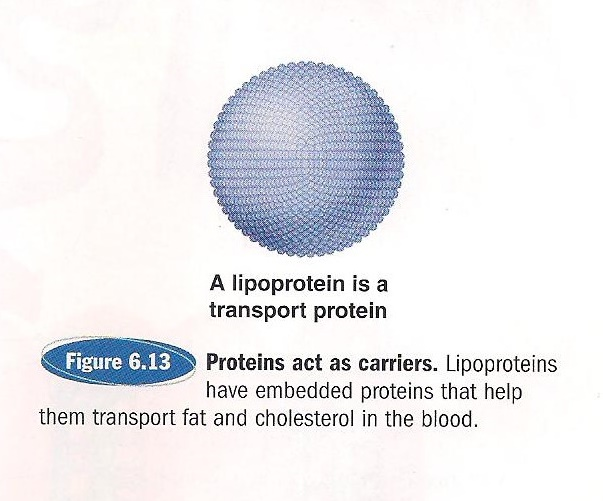 A lipoprotein is a
transport protein
Figure 6.13 Proteins act as carriers. Lipoproteins
have embedded proteins that help
them transport fat and cholesterol in the blood.